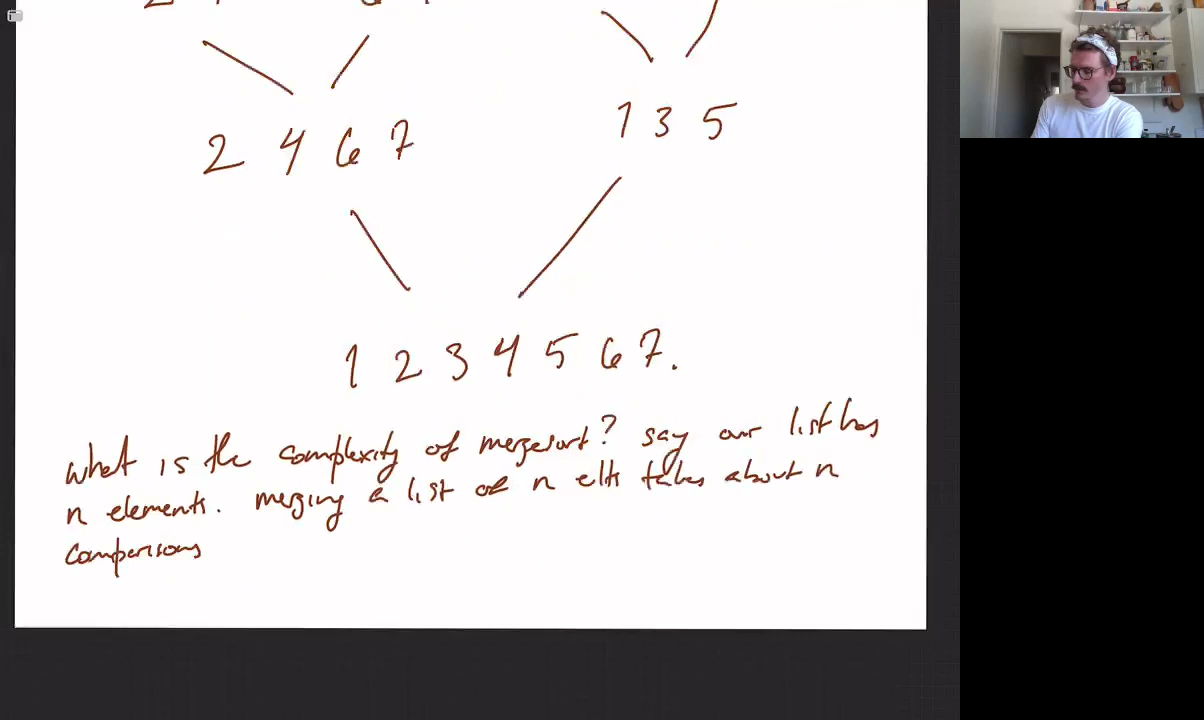 2 4 6 7
1 3 5
1 2 3 4 5 6 7.
what is the complexity of mergesort? say our list has
n elements. merging a list of n elts takes about n
comparisons